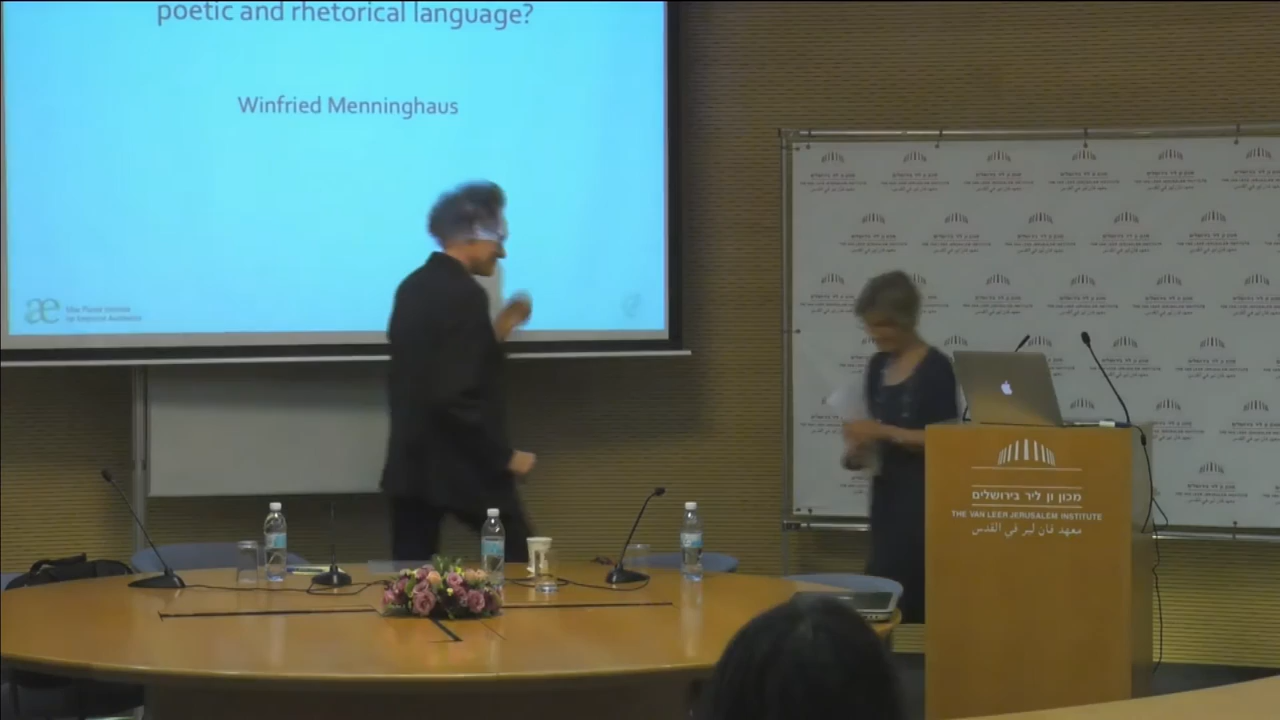 poetic and rhetorical language?
Winfried Menninghaus
æ
מכון ון ליר בירושלים
THE VAN LEER JERUSALEM INSTITUTE
معهد فان لير في القدس